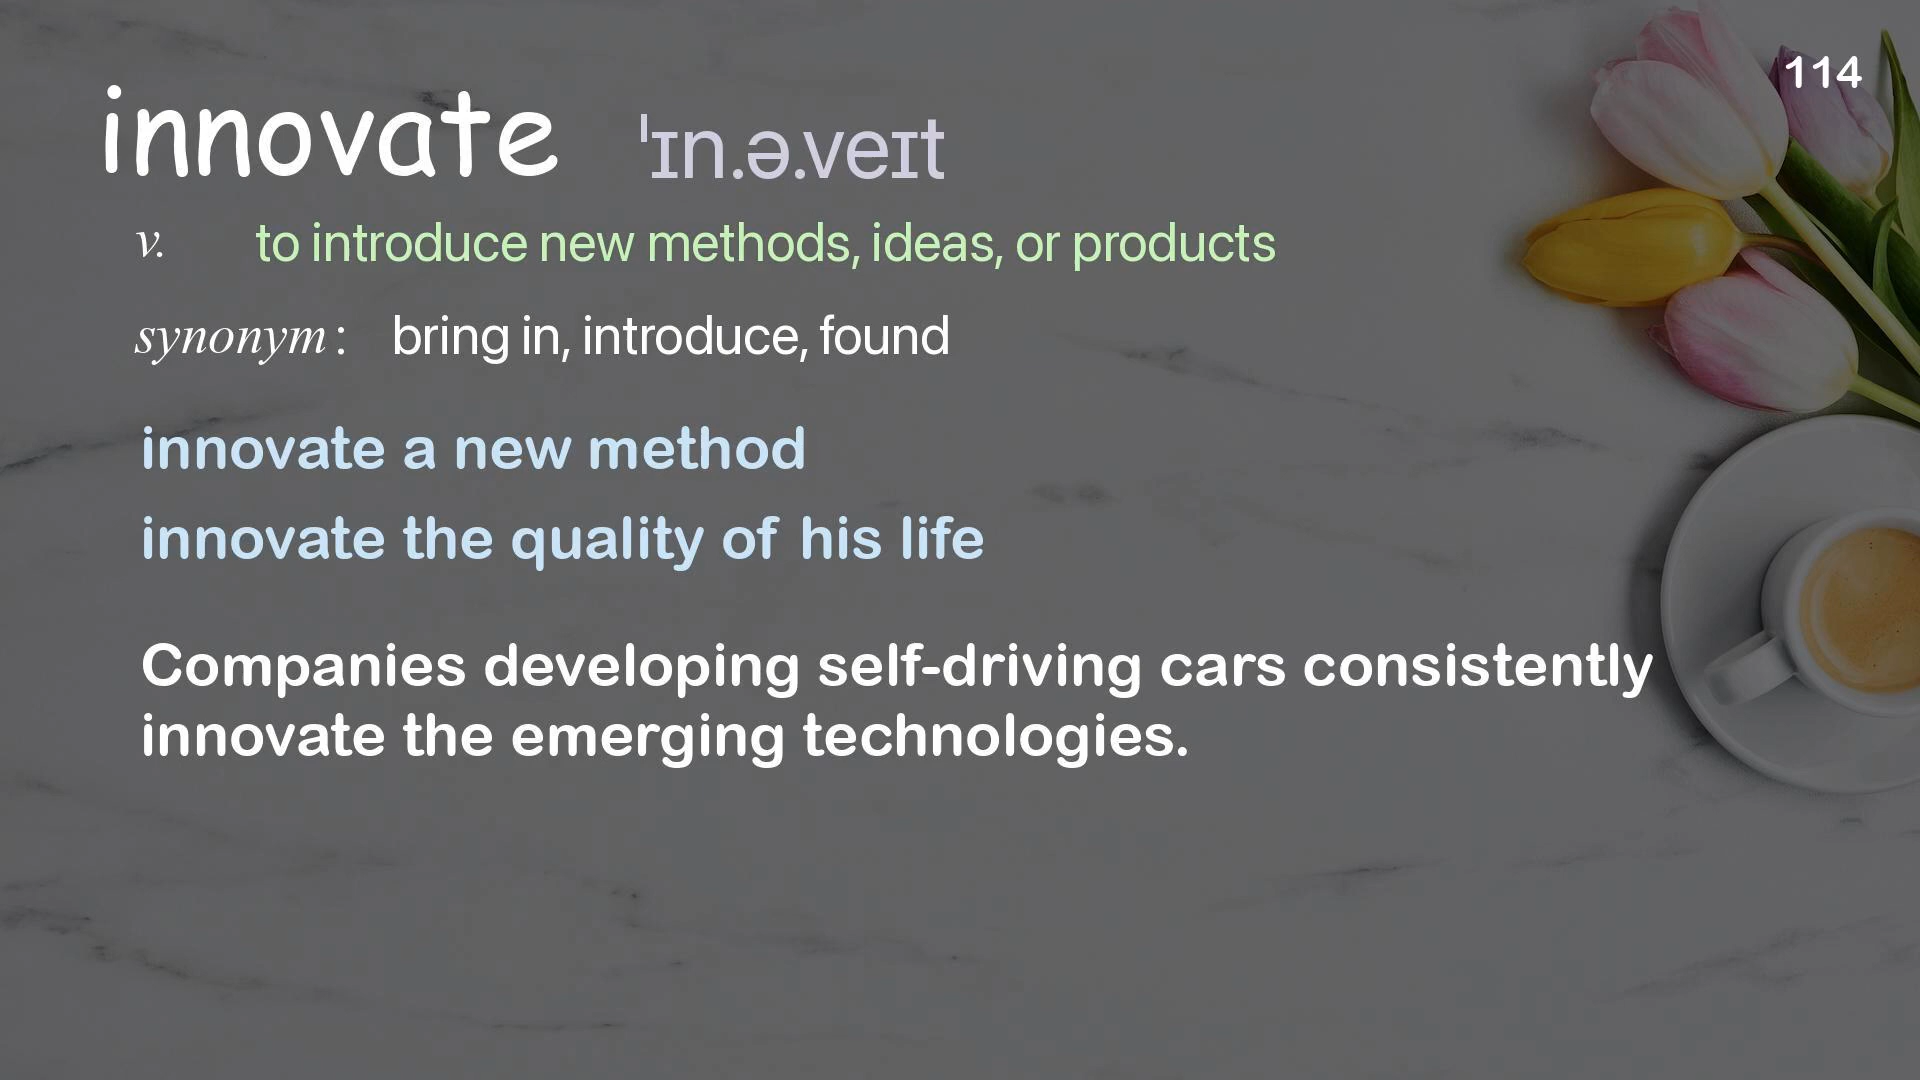 114
innovate ˈɪn.ə.veɪt
v. to introduce new methods, ideas, or products
synonym : bring in, introduce, found
innovate a new method
innovate the quality of his life
Companies developing self-driving cars consistently
innovate the emerging technologies.